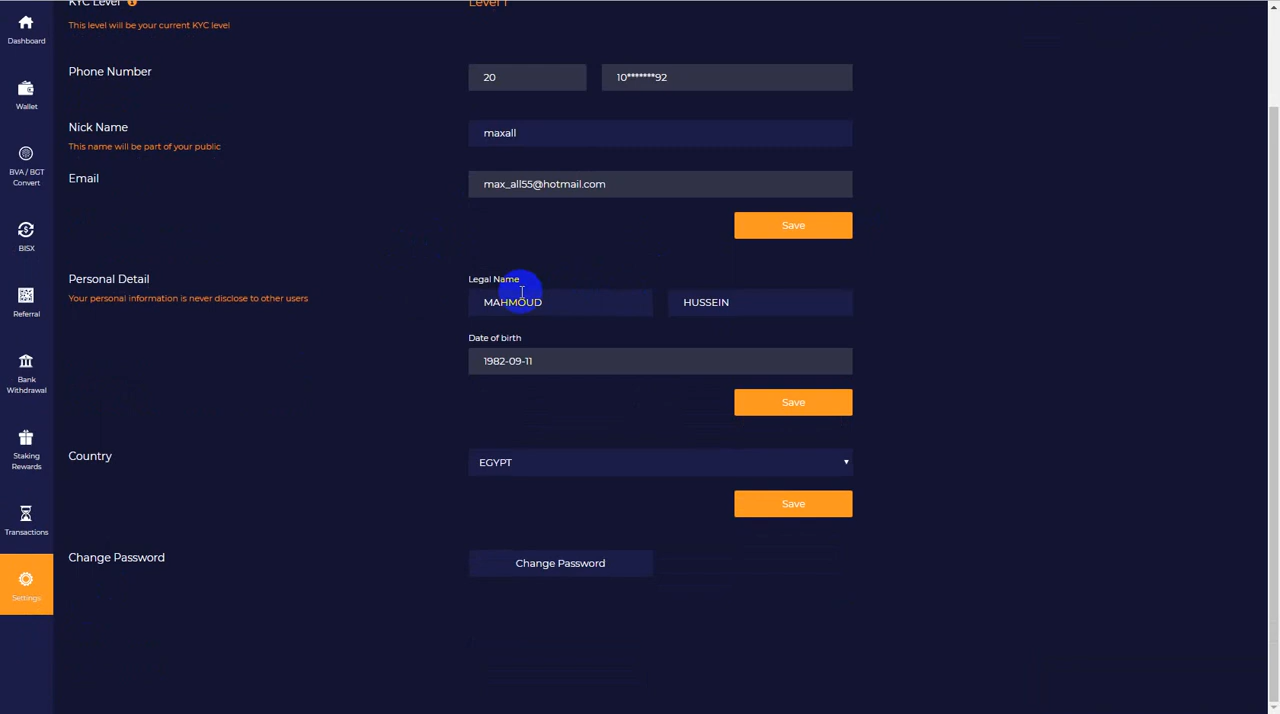 Dashboard
Wallet
BVA / BGT
Convert
BISX
Referral
Bank
Withdrawal
Staking
Rewards
Transactions
Settings
KYC Level
Level 1
This level will be your current KYC level
Phone Number
20
10*******92
Nick Name
This name will be part of your public
maxall
Email
max_all55@hotmail.com
Save
Personal Detail
Your personal information is never disclose to other users
Legal Name
MAHMOUD
HUSSEIN
Date of birth
1982-09-11
Save
Country
EGYPT
Save
Change Password
Change Password